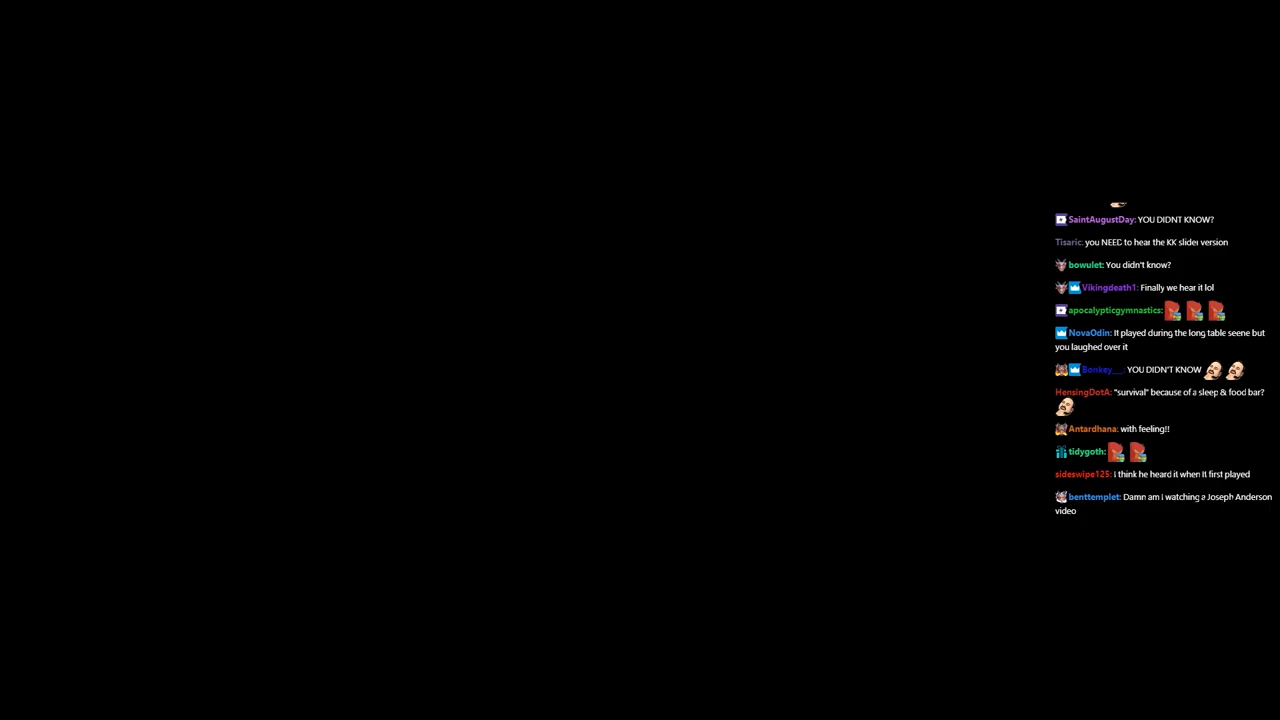 SaintAugustDay: YOU DIDNT KNOW?
Tisaric: you NEED to hear the KK slider version
bowulet: You didn't know?
Vikingdeath1: Finally we hear it lol
apocalypticgymnastics:
NovaOdin: It played during the long table seene but
you laughed over it
Bonkey__: YOU DIDN'T KNOW
HensingDotA: "survival" because of a sleep & food bar?
Antardhana: with feeling!!
tidygoth:
sideswipe125: I think he heard it when it first played
benttemplet: Damn am i watching a Joseph Anderson
video